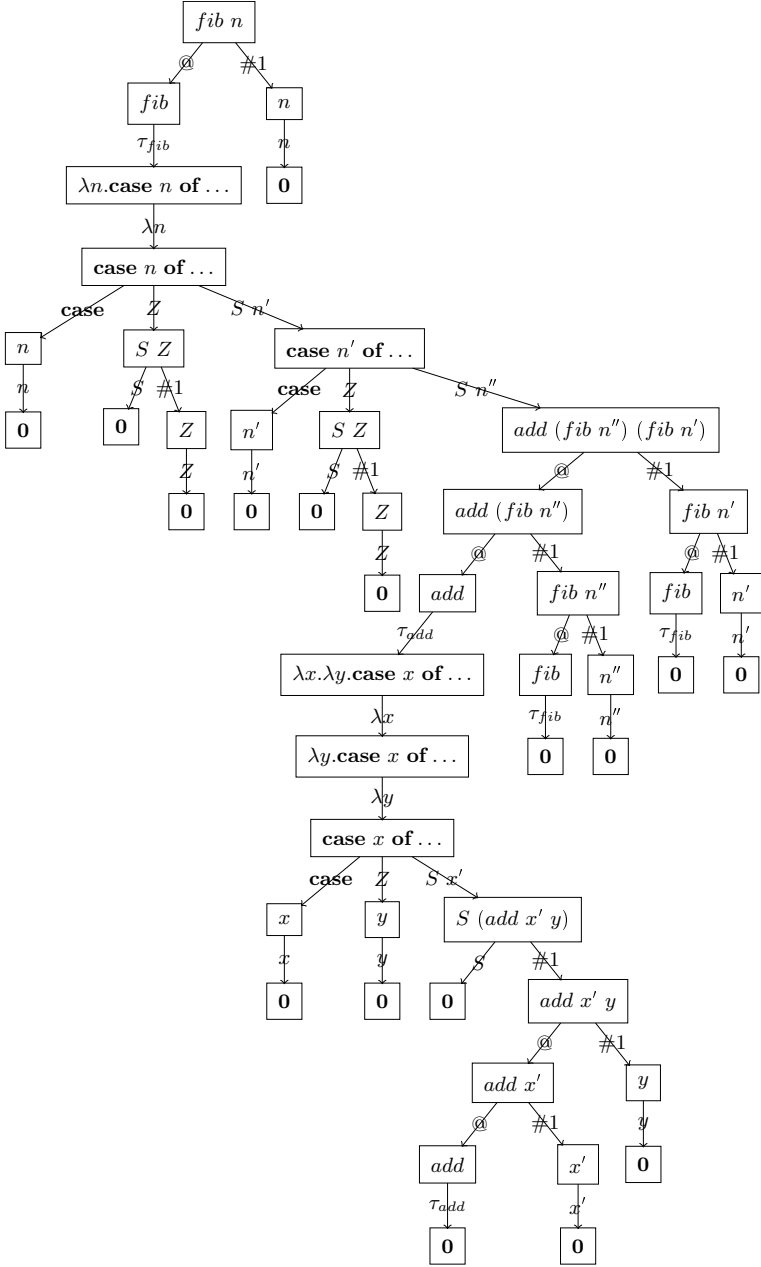 fib n
@ #1
fib n
τ_fib n
λn.case n of … 0
λn
case n of …
case Z S n′
n S Z case n′ of …
n S #1 case Z S n″
0 0 Z n′ S Z add (fib n″) (fib n′)
Z n′ S #1 @ #1
0 0 0 Z add (fib n″) fib n′
Z @ #1 @ #1
0 add fib n″ fib n′
τ_add @ #1 τ_fib n′
λx.λy.case x of … fib n″ 0 0
λx τ_fib n″
λy.case x of … 0 0
λy
case x of …
case Z S x′
x y S (add x′ y)
x y S #1
0 0 0 add x′ y
@ #1
add x′ y
@ #1 y
add x′ 0
τ_add x′
0 0